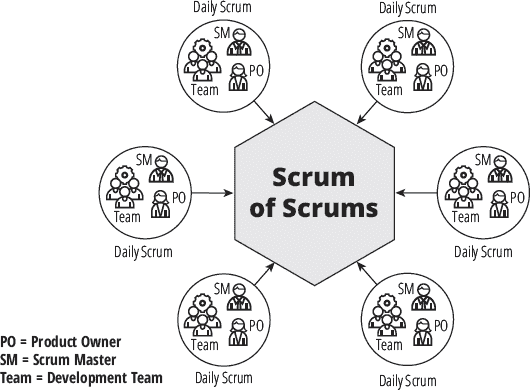 Daily Scrum
SM
PO
Team
Daily Scrum
SM
PO
Team
SM
PO
Team
Daily Scrum
Scrum
of Scrums
SM
PO
Team
Daily Scrum
SM
PO
Team
Daily Scrum
SM
PO
Team
Daily Scrum
PO = Product Owner
SM = Scrum Master
Team = Development Team